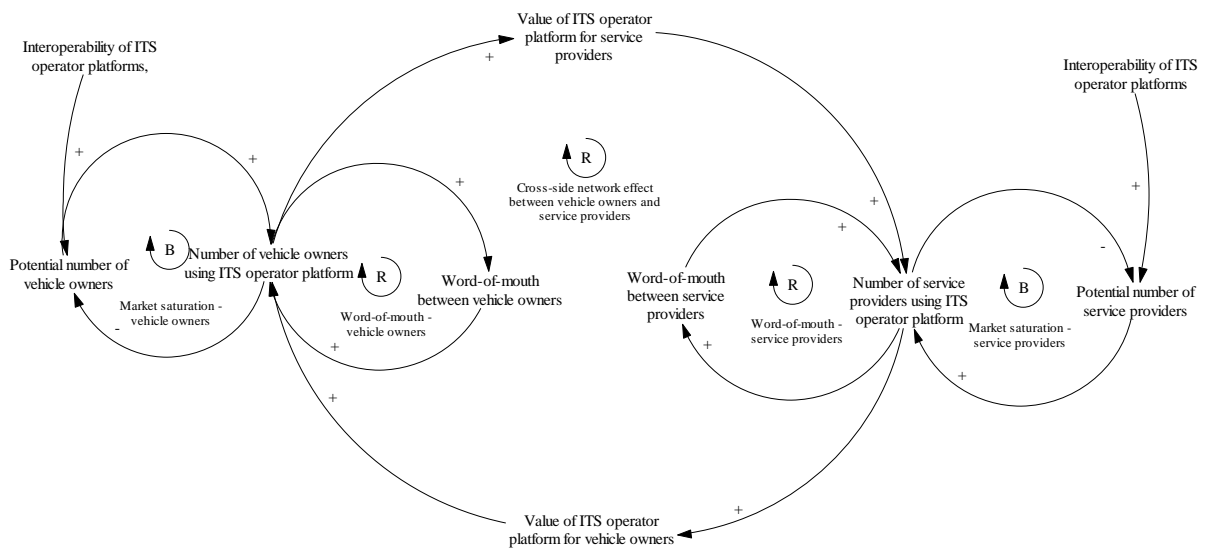 Value of ITS operator
platform for service
providers
Interoperability of ITS
operator platforms,
Interoperability of ITS
operator platforms
+
+
+
+
+
+
+
R
Cross-side network effect
between vehicle owners and
service providers
+
-
B
Number of vehicle owners
using ITS operator platform
Potential number of
vehicle owners
R
Word-of-mouth
between vehicle owners
Market saturation -
vehicle owners
Word-of-mouth -
vehicle owners
-
+
+
Word-of-mouth
between service
providers
R
Word-of-mouth -
service providers
Number of service
providers using ITS
operator platform
B
Market saturation -
service providers
Potential number of
service providers
+
+
+
Value of ITS operator
platform for vehicle owners